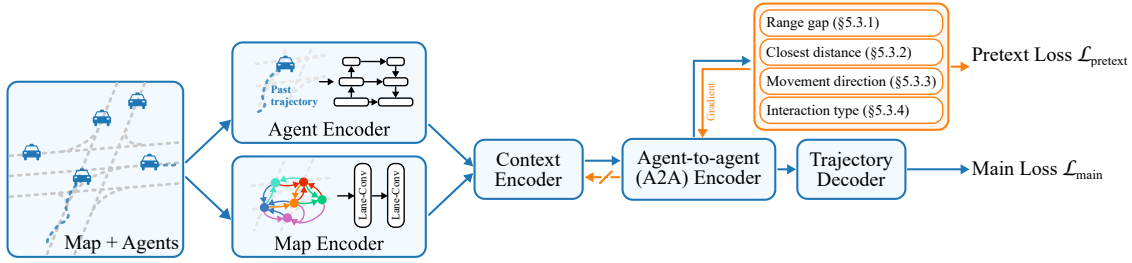 Map + Agents
Past
trajectory
Agent Encoder
Lane-Conv
Lane-Conv
Map Encoder
Context
Encoder
Agent-to-agent
(A2A) Encoder
Gradient
Range gap (§5.3.1)
Closest distance (§5.3.2)
Movement direction (§5.3.3)
Interaction type (§5.3.4)
Pretext Loss ℒpretext
Trajectory
Decoder
Main Loss ℒmain